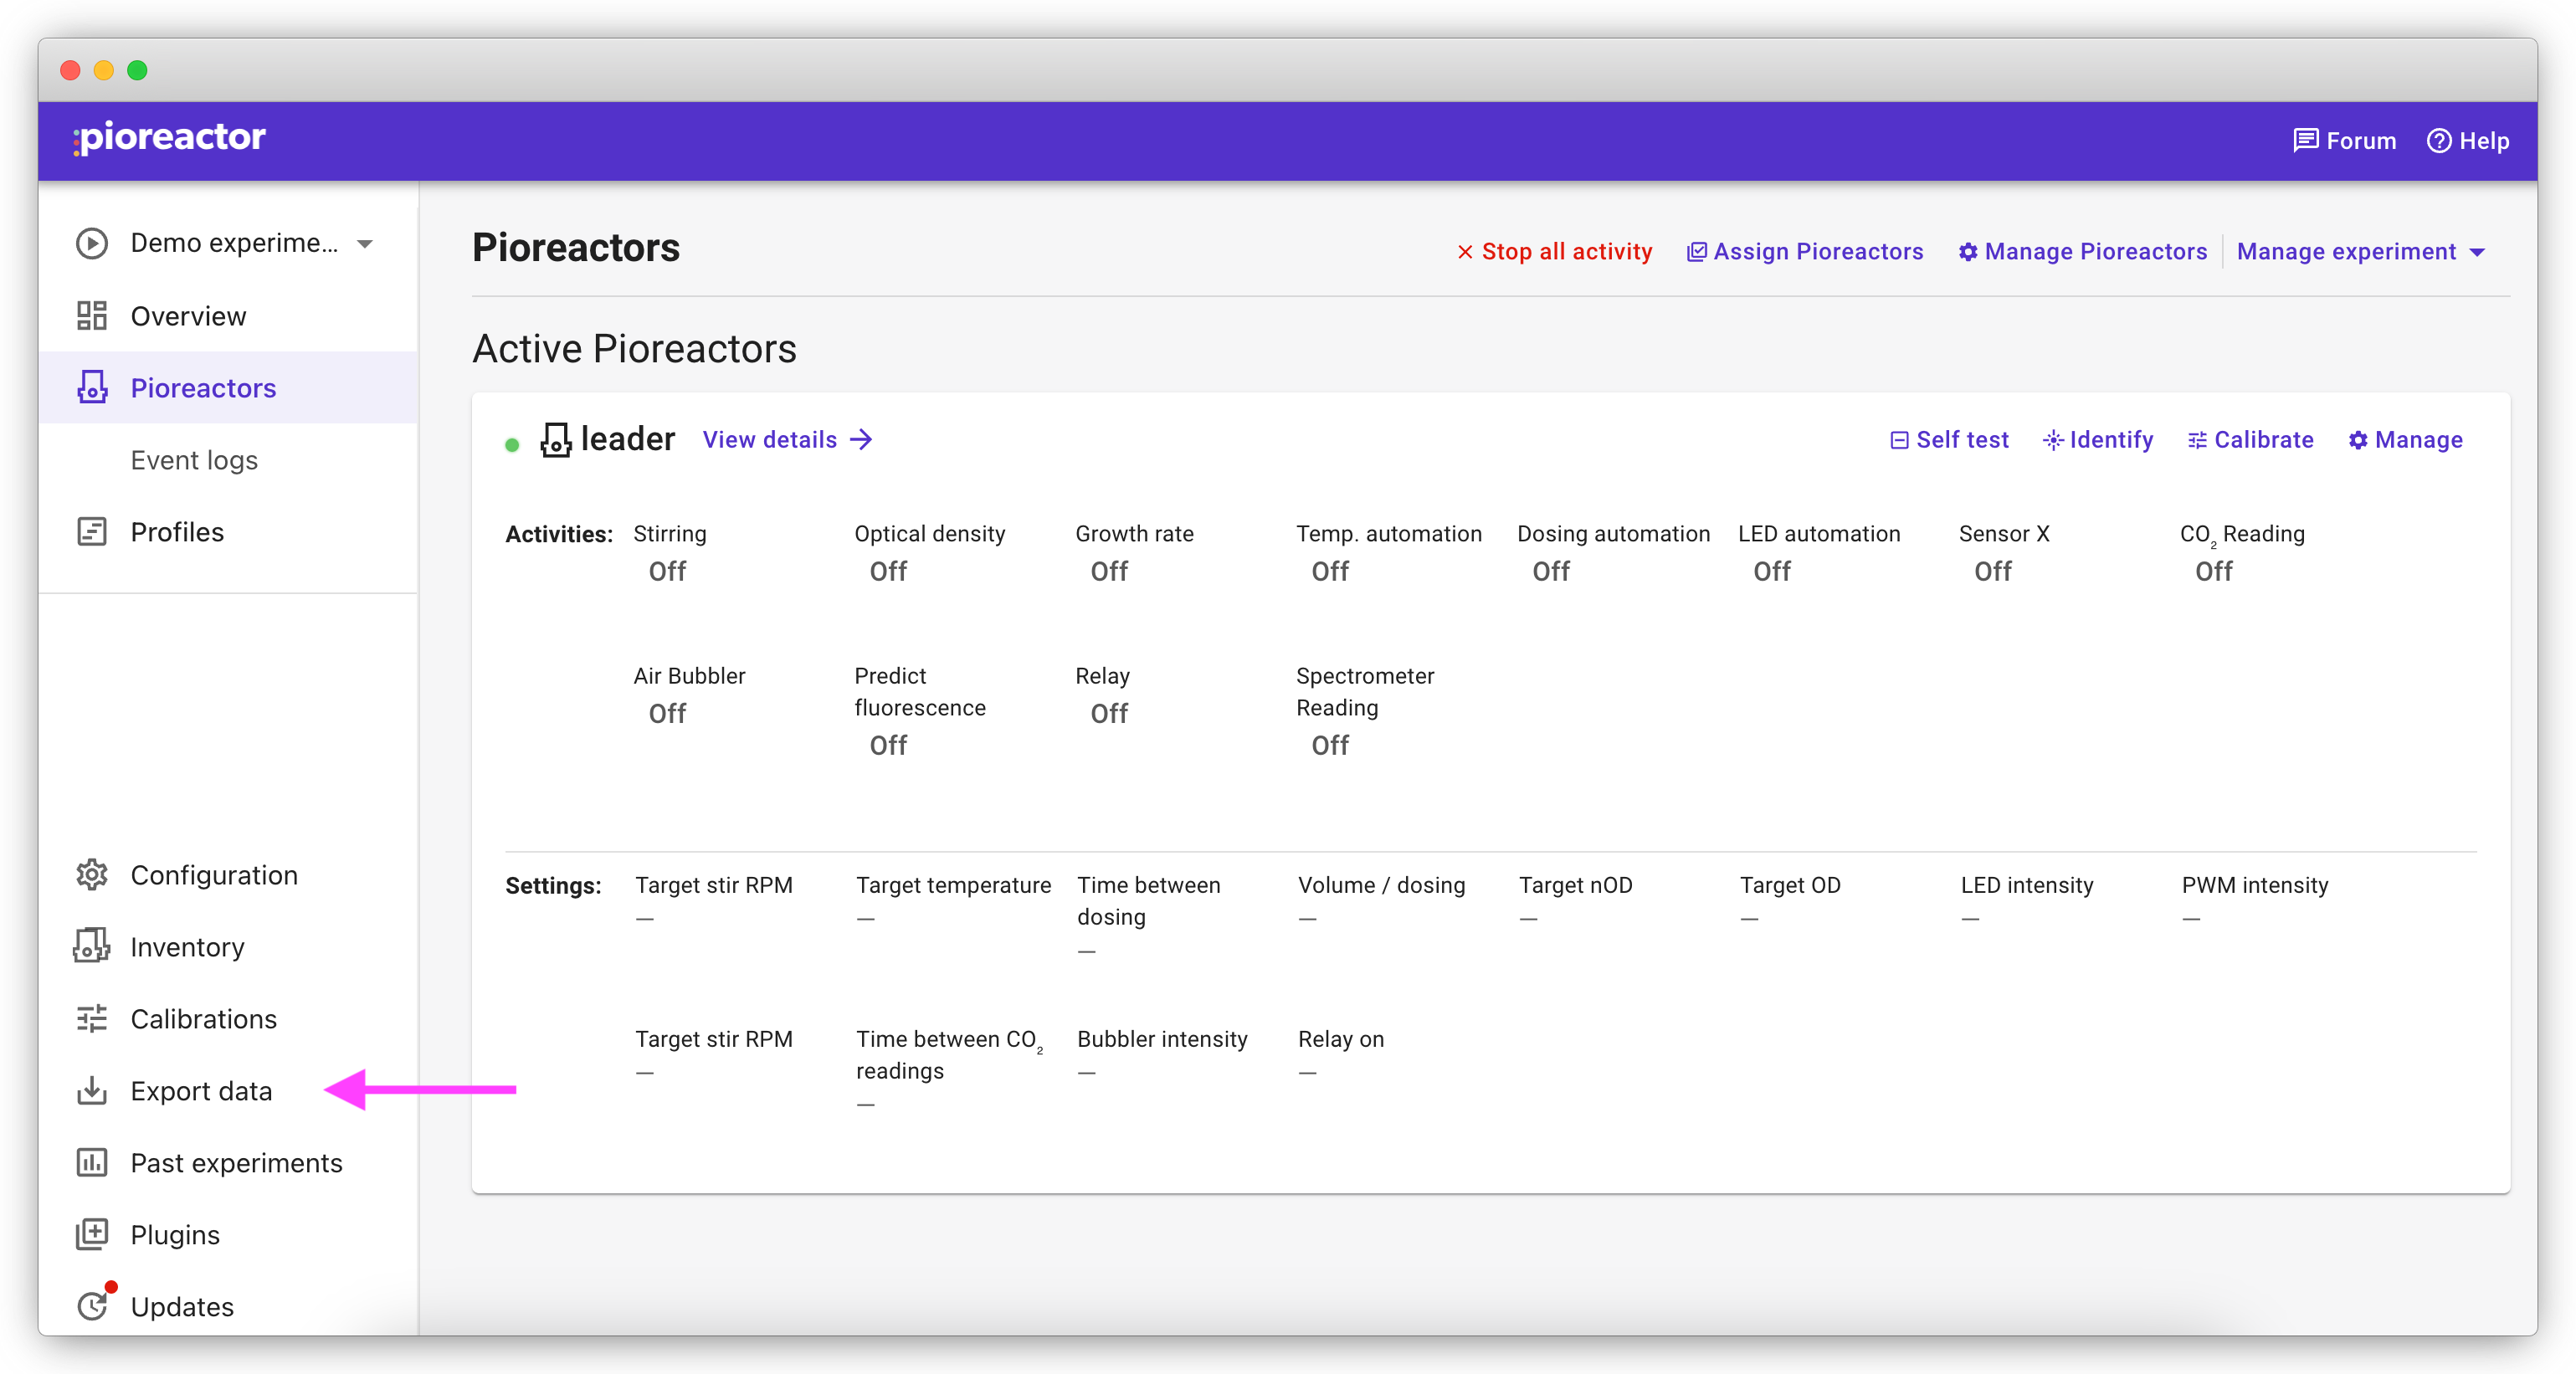 pioreactor
Forum Help
Demo experime...
Overview
Pioreactors
Event logs
Profiles
Configuration
Inventory
Calibrations
Export data
Past experiments
Plugins
Updates
Pioreactors
Stop all activity Assign Pioreactors Manage Pioreactors Manage experiment
Active Pioreactors
leader View details Self test Identify Calibrate Manage
Activities: Stirring Optical density Growth rate Temp. automation Dosing automation LED automation Sensor X CO₂ Reading
Off Off Off Off Off Off Off Off
Air Bubbler Predict Relay Spectrometer
fluorescence Reading
Off Off
Off Off
Settings: Target stir RPM Target temperature Time between Volume / dosing Target nOD Target OD LED intensity PWM intensity
— dosing — — — — —
—
Target stir RPM Time between CO₂ Bubbler intensity Relay on
— readings — —
—